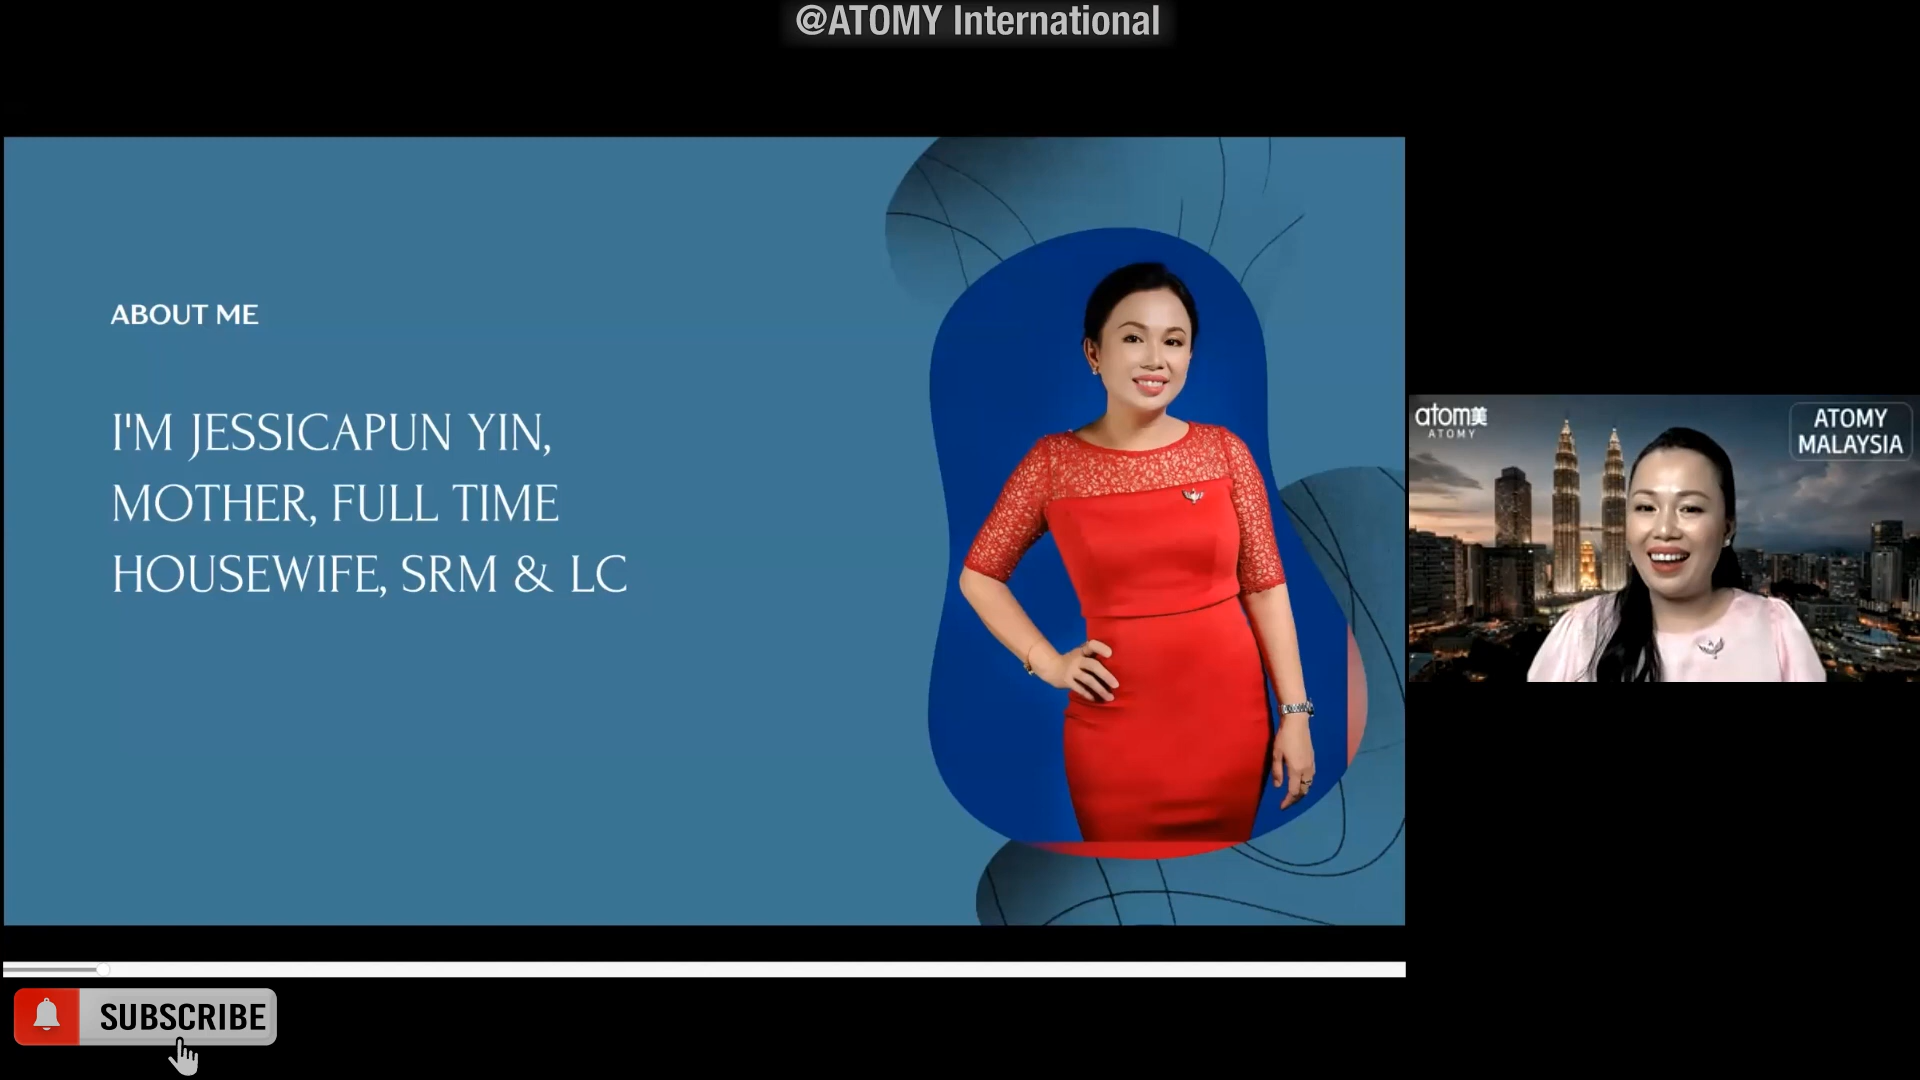 @ATOMY International
ABOUT ME
I'M JESSICAPUN YIN,
MOTHER, FULL TIME
HOUSEWIFE, SRM & LC
atom美
ATOMY
ATOMY
MALAYSIA
SUBSCRIBE